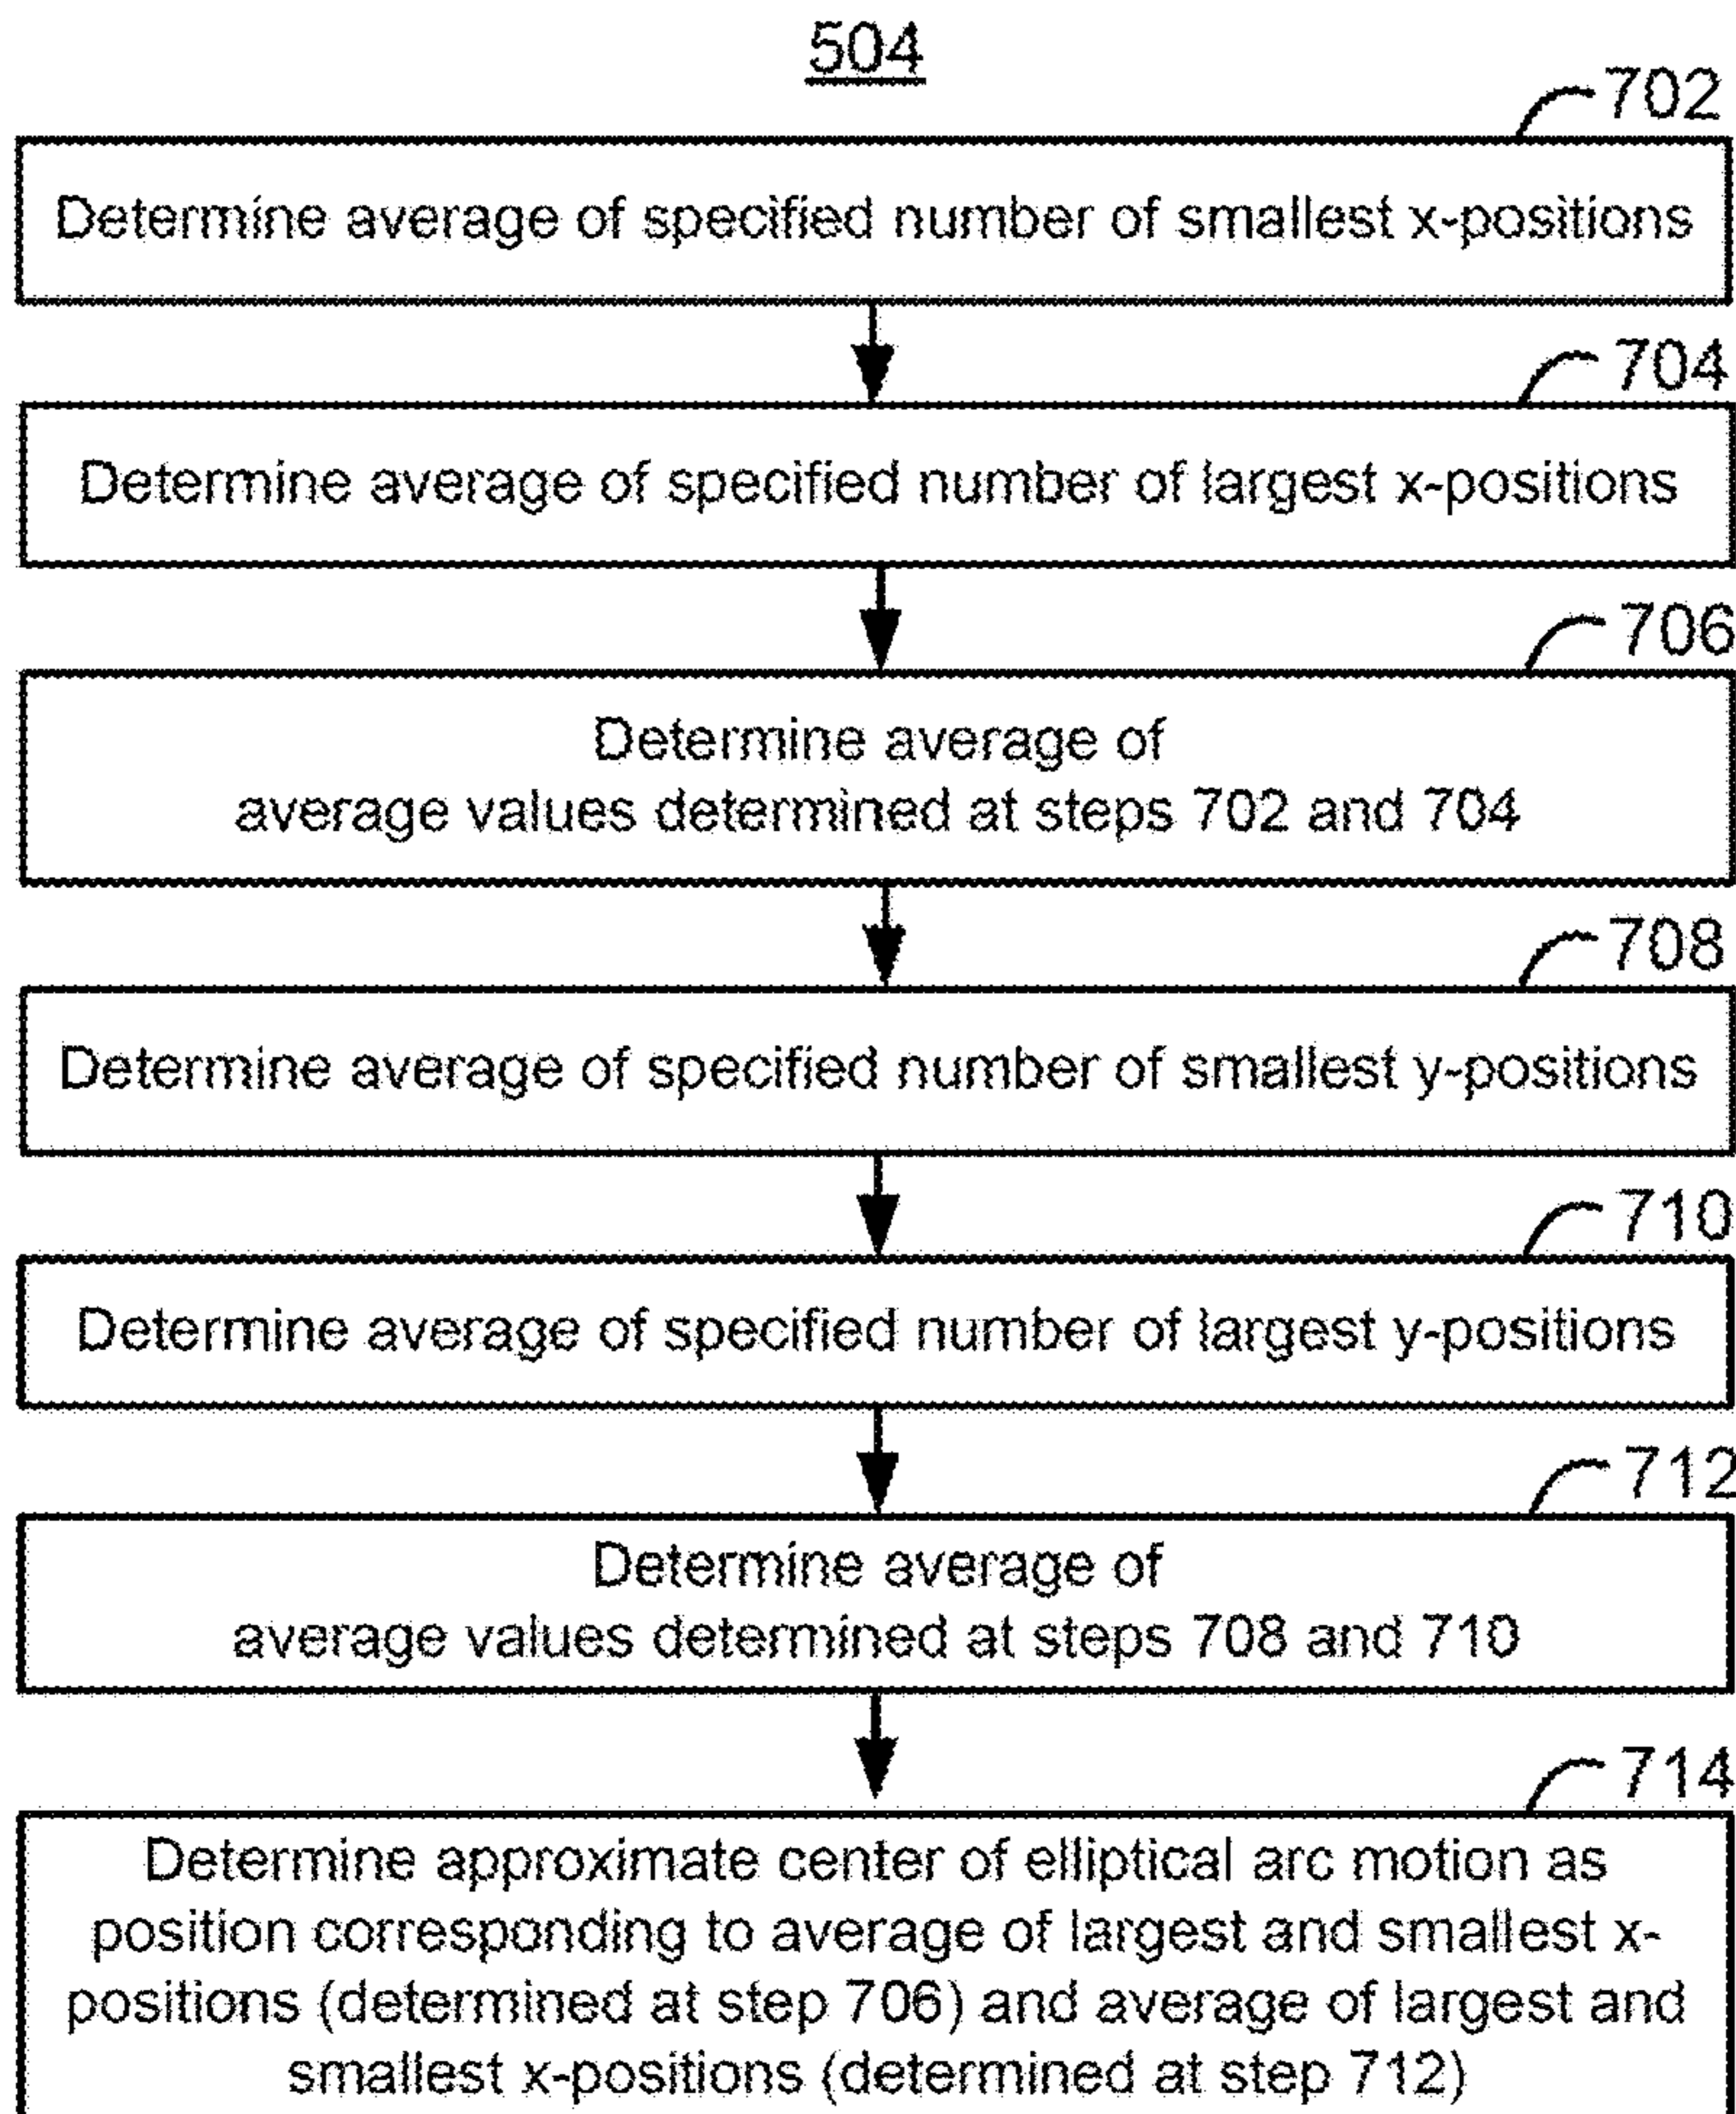 504
702
Determine average of specified number of smallest x-positions
704
Determine average of specified number of largest x-positions
706
Determine average of
average values determined at steps 702 and 704
708
Determine average of specified number of smallest y-positions
710
Determine average of specified number of largest y-positions
712
Determine average of
average values determined at steps 708 and 710
714
Determine approximate center of elliptical arc motion as
position corresponding to average of largest and smallest x-
positions (determined at step 706) and average of largest and
smallest x-positions (determined at step 712)